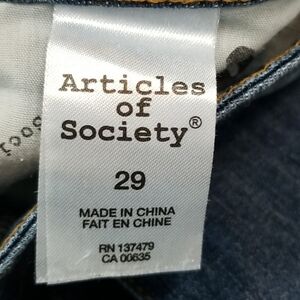 Articles
of
Society®
29
MADE IN CHINA
FAIT EN CHINE
RN 137479
CA 00635